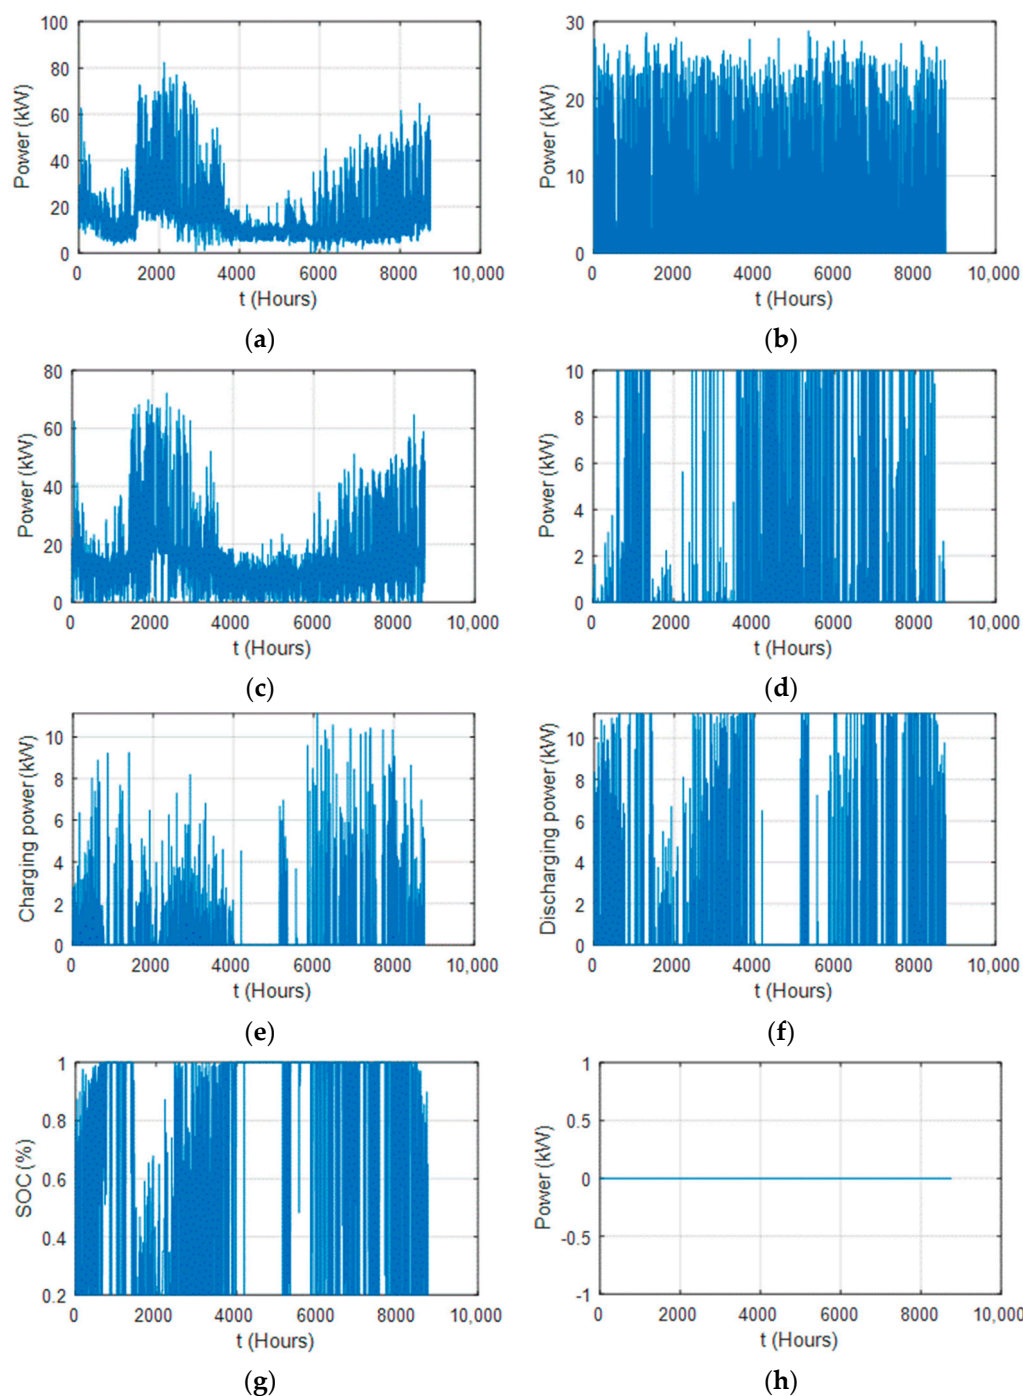 100
80
60
40
20
0
Power (kW)
0 2000 4000 6000 8000 10,000
t (Hours)
(a)
30
20
10
0
Power (kW)
0 2000 4000 6000 8000 10,000
t (Hours)
(b)
80
60
40
20
0
Power (kW)
0 2000 4000 6000 8000 10,000
t (Hours)
(c)
10
8
6
4
2
0
Power (kW)
0 2000 4000 6000 8000 10,000
t (Hours)
(d)
10
8
6
4
2
0
Charging power (kW)
0 2000 4000 6000 8000 10,000
t (Hours)
(e)
10
8
6
4
2
0
Discharging power (kW)
0 2000 4000 6000 8000 10,000
t (Hours)
(f)
1
0.8
0.6
0.4
0.2
SOC (%)
0 2000 4000 6000 8000 10,000
t (Hours)
(g)
1
0.5
0
-0.5
-1
Power (kW)
0 2000 4000 6000 8000 10,000
t (Hours)
(h)